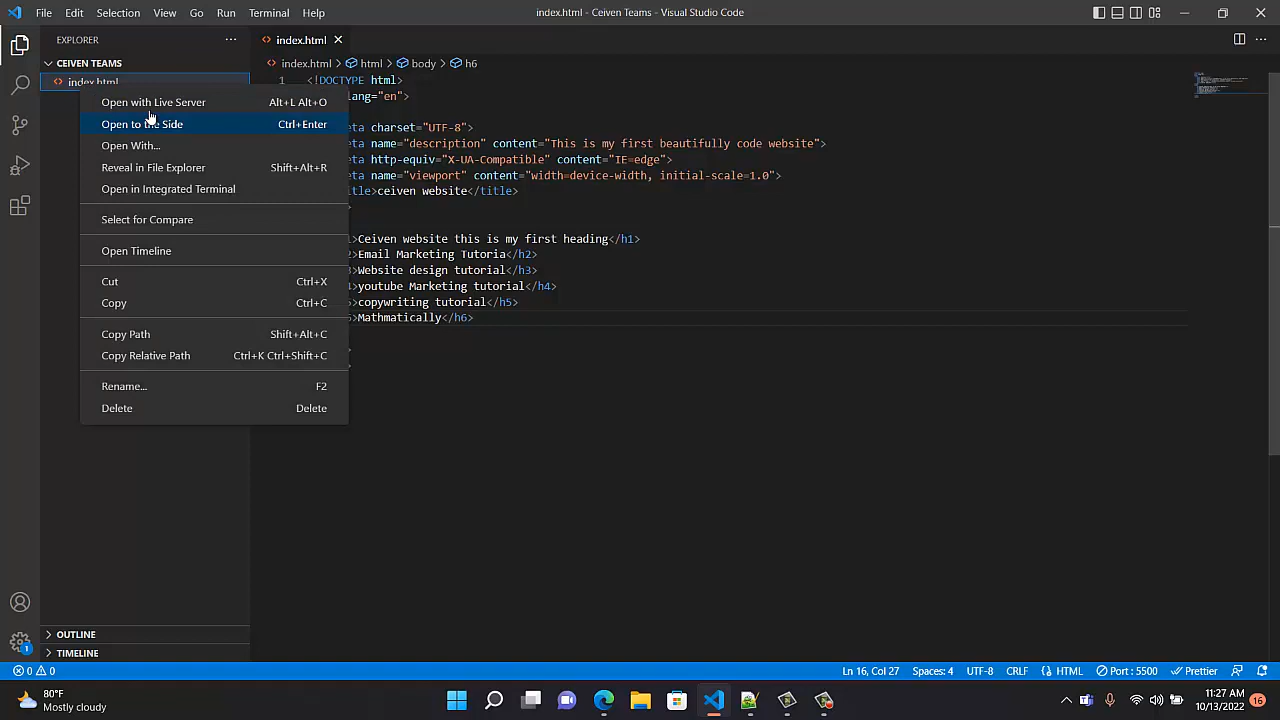 File Edit Selection View Go Run Terminal Help
index.html - Ceiven Teams - Visual Studio Code
EXPLORER
index.html
CEIVEN TEAMS
index.html > html > body > h6
index.html
1 <!DOCTYPE html>
lang="en">
Open with Live Server Alt+L Alt+O
Open to the Side Ctrl+Enter
eta charset="UTF-8">
Open With...
eta name="description" content="This is my first beautifully code website">
eta http-equiv="X-UA-Compatible" content="IE=edge">
Reveal in File Explorer Shift+Alt+R
eta name="viewport" content="width=device-width, initial-scale=1.0">
Open in Integrated Terminal
tle>ceiven website</title>
>
Select for Compare
1>Ceiven website this is my first heading</h1>
Open Timeline
2>Email Marketing Tutoria</h2>
3>Website design tutorial</h3>
Cut Ctrl+X
4>youtube Marketing tutorial</h4>
Copy Ctrl+C
5>copywriting tutorial</h5>
6>Mathmatically</h6>
Copy Path Shift+Alt+C
>
Copy Relative Path Ctrl+K Ctrl+Shift+C
>
Rename... F2
Delete Delete
OUTLINE
TIMELINE
0 0
Ln 16, Col 27 Spaces: 4 UTF-8 CRLF HTML Port : 5500 Prettier
1
80°F
Mostly cloudy
11:27 AM
10/13/2022
16